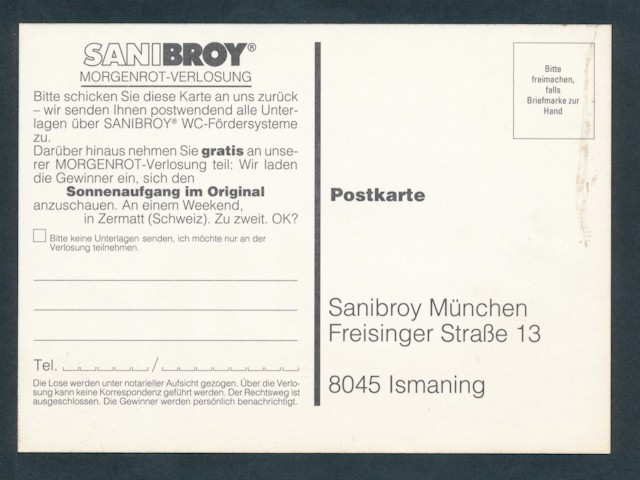 SANIBROY®
MORGENROT-VERLOSUNG
Bitte schicken Sie diese Karte an uns zurück
– wir senden Ihnen postwendend alle Unter-
lagen über SANIBROY® WC-Fördersysteme
zu.
Darüber hinaus nehmen Sie gratis an unse-
rer MORGENROT-Verlosung teil: Wir laden
die Gewinner ein, sich den
Sonnenaufgang im Original
anzuschauen. An einem Weekend,
in Zermatt (Schweiz). Zu zweit. OK?
Bitte keine Unterlagen senden, ich möchte nur an der
Verlosung teilnehmen.
Tel. /
Die Lose werden unter notarieller Aufsicht gezogen. Über die Verlo-
sung kann keine Korrespondenz geführt werden. Der Rechtsweg ist
ausgeschlossen. Die Gewinner werden persönlich benachrichtigt.
Bitte
freimachen,
falls
Briefmarke zur
Hand
Postkarte
Sanibroy München
Freisinger Straße 13
8045 Ismaning